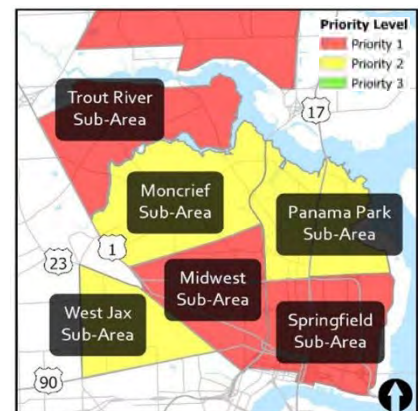 Priority Level
Priority 1
Priority 2
Priority 3
17
Trout River
Sub-Area
Moncrief
Sub-Area
Panama Park
Sub-Area
1
23
Midwest
Sub-Area
West Jax
Sub-Area
Springfield
Sub-Area
90